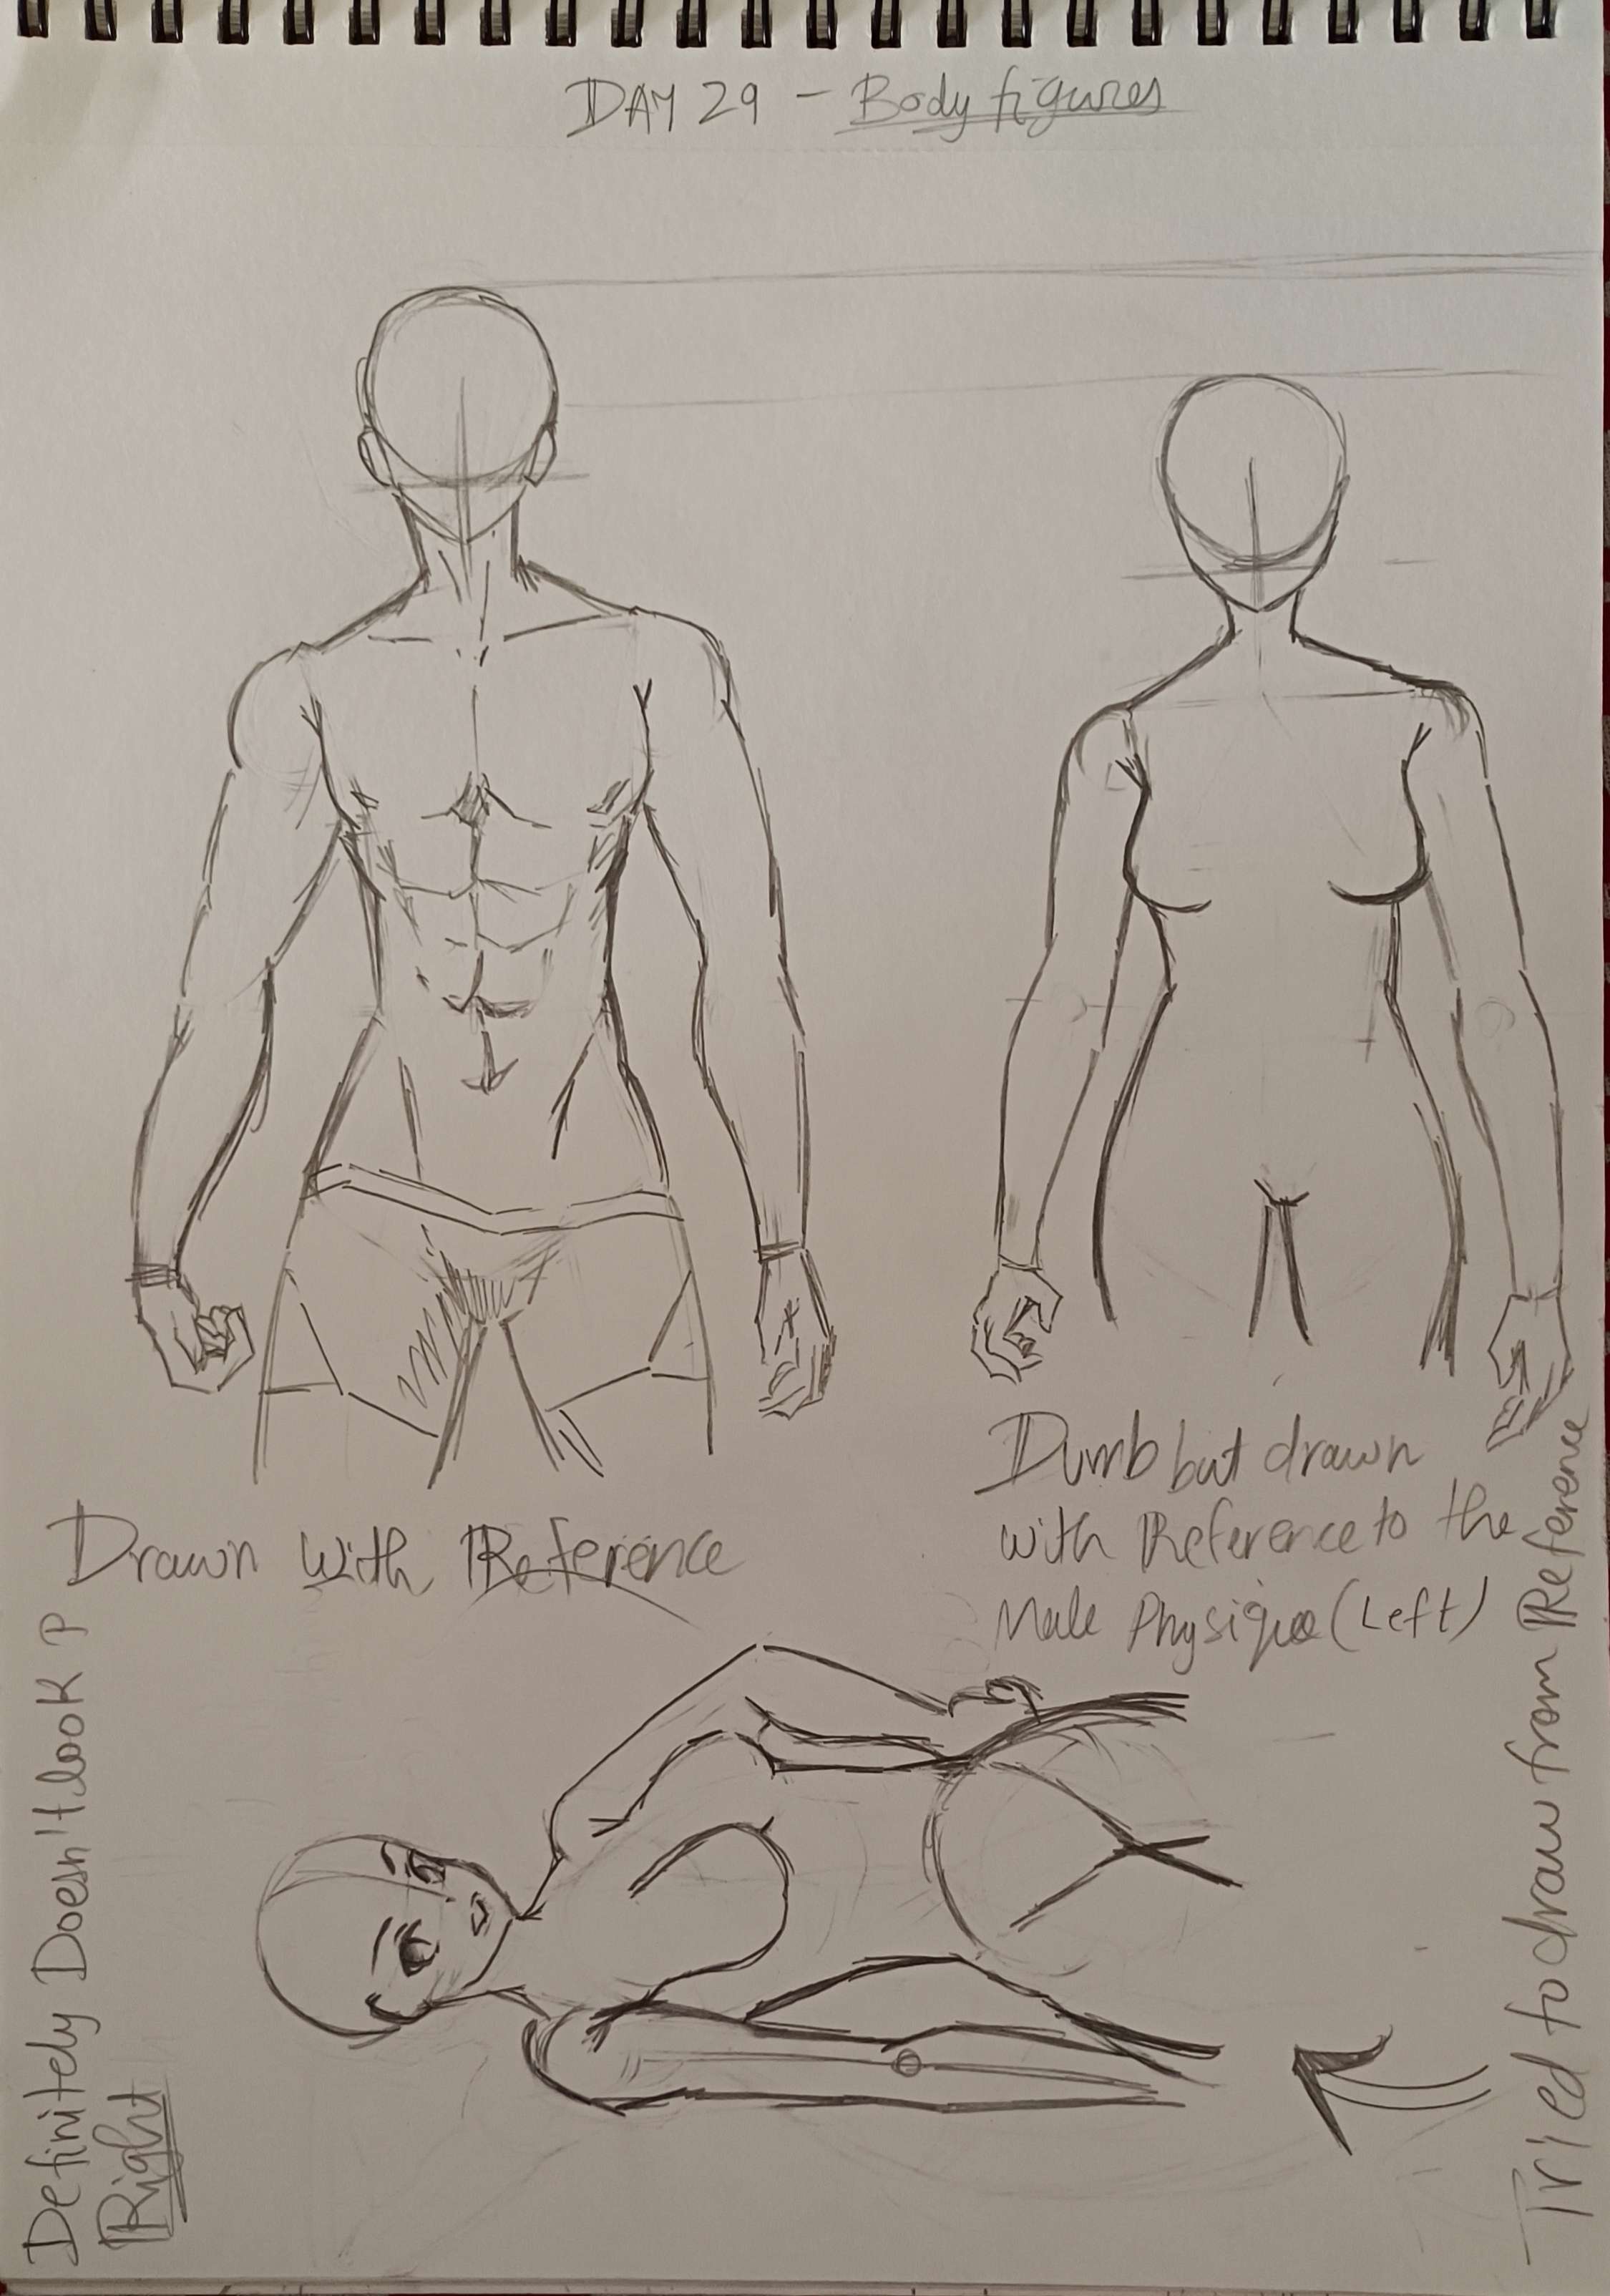 DAY 29 - Body figures
Drawn with Reference
Dumb but drawn
with Reference to the
Male Physique (Left)
Definitely Doesn't look
Right
Tried to draw from Reference